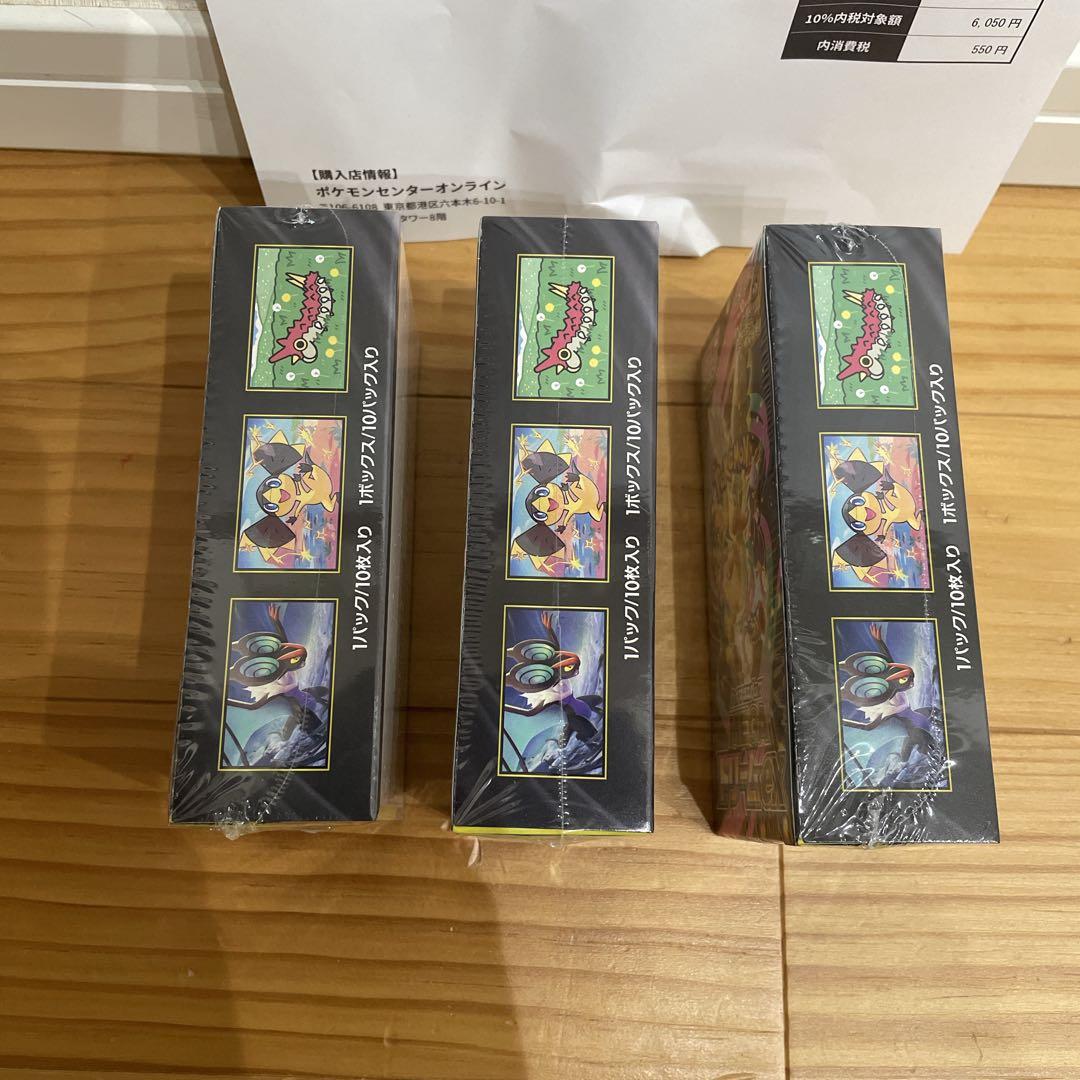 10%内税対象額 6,050円
内消費税 550円
【購入店情報】
ポケモンセンターオンライン
〒106-6108 東京都港区六本木6-10-1
タワー8階
1パック/10枚入り 1ボックス/10パック入り
1パック/10枚入り 1ボックス/10パック入り
1パック/10枚入り 1ボックス/10パック入り